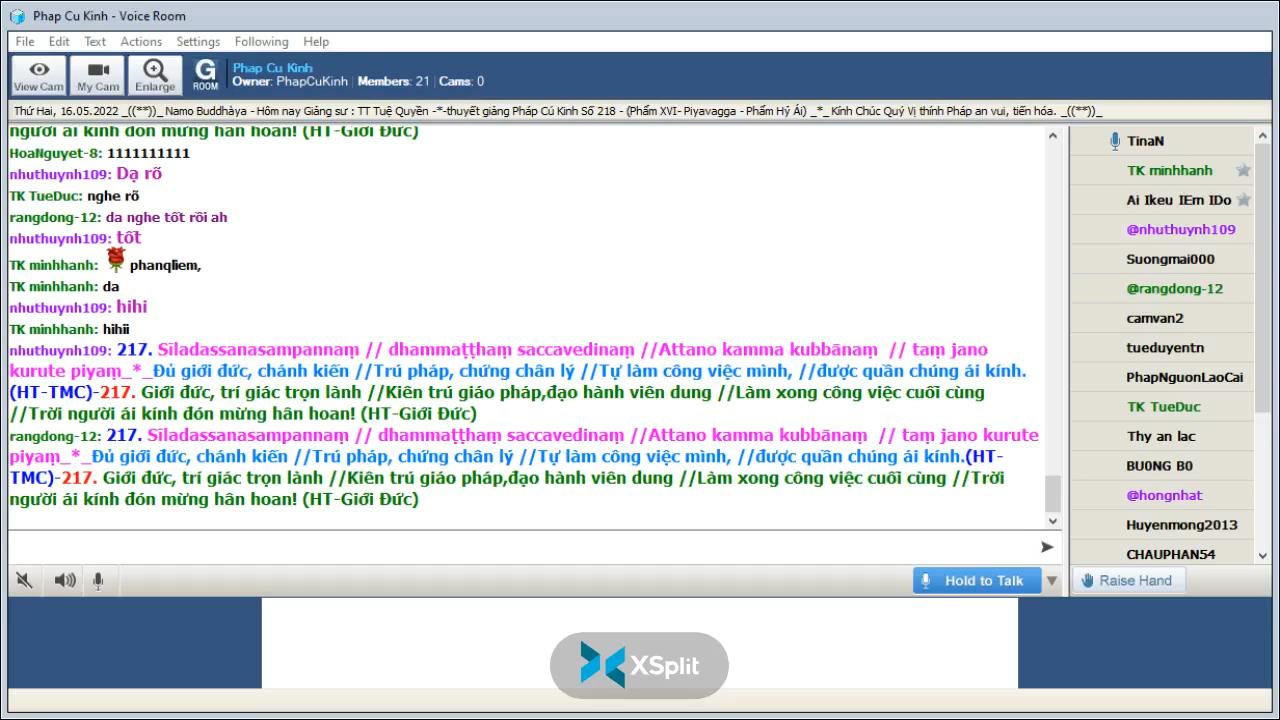 Phap Cu Kinh - Voice Room
File Edit Text Actions Settings Following Help
View Cam My Cam Enlarge G ROOM
Phap Cu Kinh
Owner: PhapCuKinh | Members: 21 | Cams: 0
Thứ Hai, 16.05.2022 _((**))_ Namo Buddhàya - Hôm nay Giảng sư : TT Tuệ Quyền -*-thuyết giảng Pháp Cú Kinh Số 218 - (Phẩm XVI- Piyavagga - Phẩm Hỷ Ái) _*_ Kính Chúc Quý Vị thính Pháp an vui, tiến hóa. _((**))_
người ái kính đón mừng hân hoan! (HT-Giới Đức)
HoaNguyet-8: 1111111111
nhuthuynh109: Dạ rõ
TK TueDuc: nghe rõ
rangdong-12: da nghe tốt rồi ah
nhuthuynh109: tốt
TK minhhanh: phanqliem,
TK minhhanh: da
nhuthuynh109: hihi
TK minhhanh: hihii
nhuthuynh109: 217. Sīladassanasampannaṃ // dhammaṭṭhaṃ saccavedinaṃ //Attano kamma kubbānaṃ // taṃ jano
kurute piyaṃ_*_Đủ giới đức, chánh kiến //Trú pháp, chứng chân lý //Tự làm công việc mình, //được quần chúng ái kính.
(HT-TMC)-217. Giới đức, trí giác trọn lành //Kiên trú giáo pháp,đạo hành viên dung //Làm xong công việc cuối cùng
//Trời người ái kính đón mừng hân hoan! (HT-Giới Đức)
rangdong-12: 217. Sīladassanasampannaṃ // dhammaṭṭhaṃ saccavedinaṃ //Attano kamma kubbānaṃ // taṃ jano kurute
piyaṃ_*_Đủ giới đức, chánh kiến //Trú pháp, chứng chân lý //Tự làm công việc mình, //được quần chúng ái kính.(HT-
TMC)-217. Giới đức, trí giác trọn lành //Kiên trú giáo pháp,đạo hành viên dung //Làm xong công việc cuối cùng //Trời
người ái kính đón mừng hân hoan! (HT-Giới Đức)
TinaN
TK minhhanh
Ai Ikeu IEm IDo
@nhuthuynh109
Suongmai000
@rangdong-12
camvan2
tueduyentn
PhapNguonLaoCai
TK TueDuc
Thy an lac
BU0NG B0
@hongnhat
Huyenmong2013
CHAUPHAN54
Hold to Talk
Raise Hand
XSplit